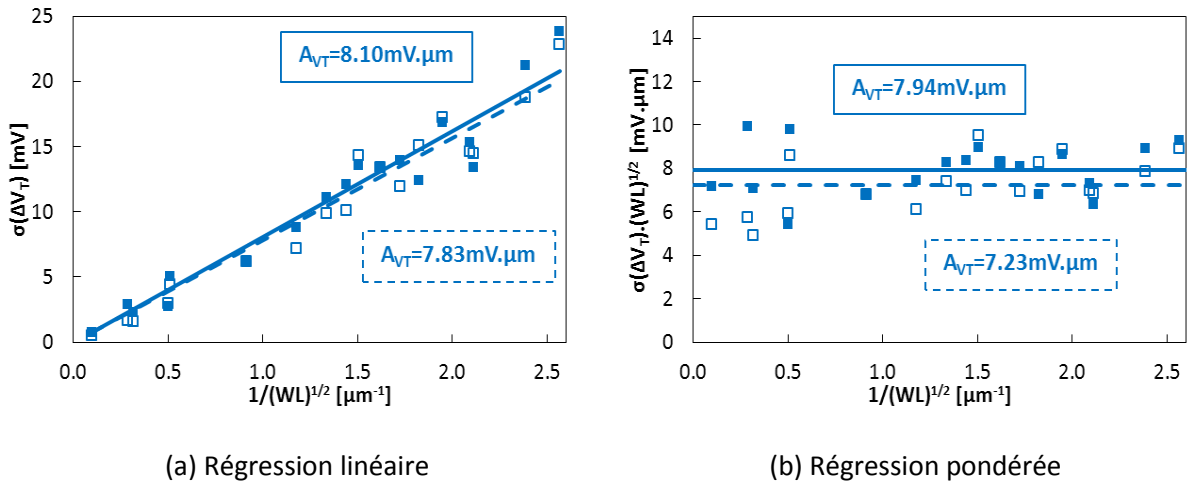 25
20
15
10
5
0
σ(ΔV_T) [mV]
A_VT=8.10mV.µm
A_VT=7.83mV.µm
0.0 0.5 1.0 1.5 2.0 2.5
1/(WL)^1/2 [µm^-1]
(a) Régression linéaire
14
12
10
8
6
4
2
0
σ(ΔV_T).(WL)^1/2 [mV.µm]
A_VT=7.94mV.µm
A_VT=7.23mV.µm
0.0 0.5 1.0 1.5 2.0 2.5
1/(WL)^1/2 [µm^-1]
(b) Régression pondérée